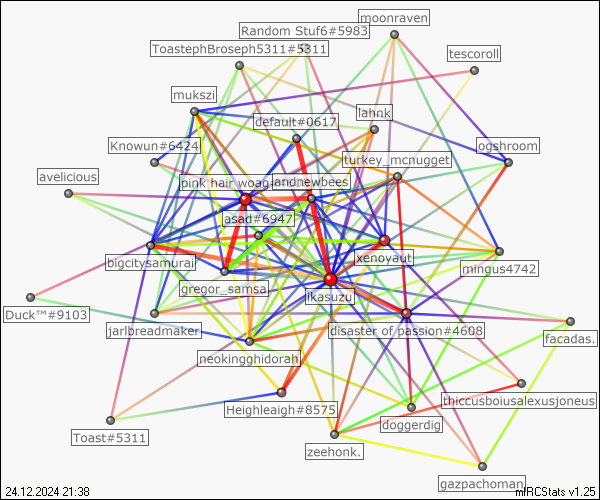 moonraven
Random Stuf6#5983
ToastephBroseph5311#5311
tescoroll
mukszi
lahnk
default#0617
Knowun#6424
ogshroom
turkey_mcnugget
avelicious
pink hair woag
andnewbees
asad#6947
xenoyaut
bigcitysamurai
mingus4742
gregor_samsa
ikasuzu
Duck™#9103
jarlbreadmaker
disaster of passion#4608
facadas.
neokingghidorah
thiccusboiusalexusjoneus
Heighleigh#8575
doggerdig
Toast#5311
zeehonk.
gazpachoman
24.12.2024 21:38
mIRCStats v1.25